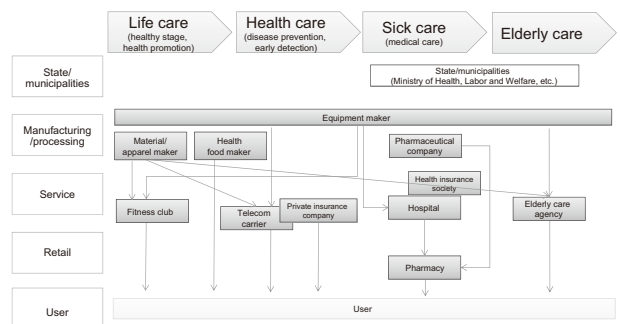 Life care
(healthy stage,
health promotion)
Health care
(disease prevention,
early detection)
Sick care
(medical care)
Elderly care
State/
municipalities
State/municipalities
(Ministry of Health, Labor and Welfare, etc.)
Manufacturing
/processing
Equipment maker
Material/
apparel maker
Health
food maker
Pharmaceutical
company
Service
Health insurance
society
Fitness club
Telecom
carrier
Private insurance
company
Hospital
Elderly care
agency
Retail
Pharmacy
User
User